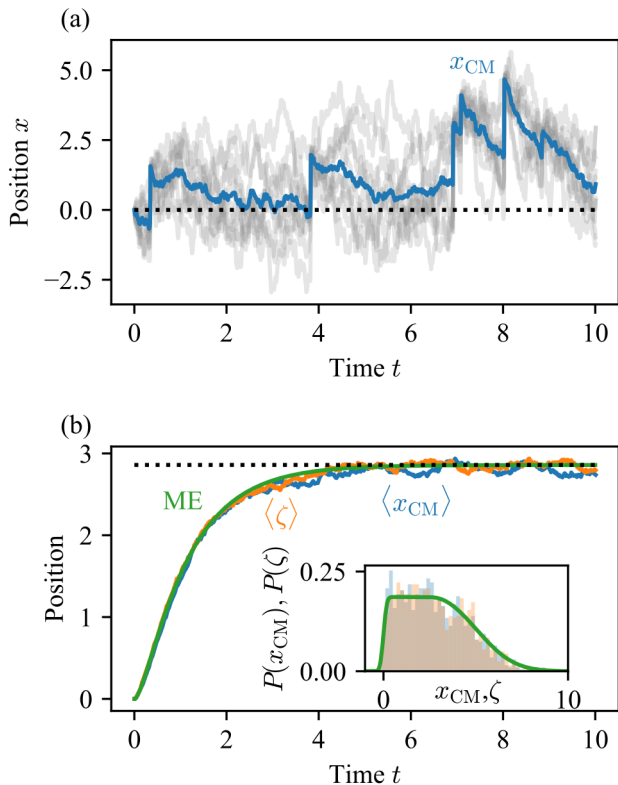 (a)
x_CM
5.0
2.5
0.0
−2.5
Position x
0 2 4 6 8 10
Time t
(b)
3
2
1
0
Position
ME
⟨ζ⟩
⟨x_CM⟩
0.25
0.00
P(x_CM), P(ζ)
0 10
x_CM,ζ
0 2 4 6 8 10
Time t